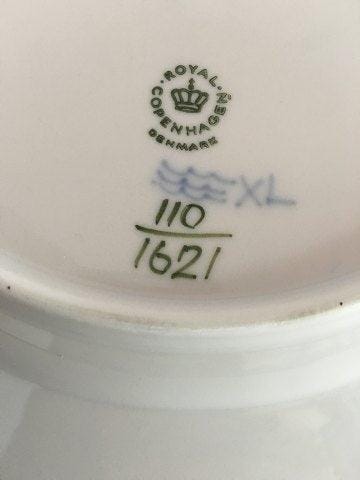 ROYAL
COPENHAGEN
DENMARK
XL
110
1621